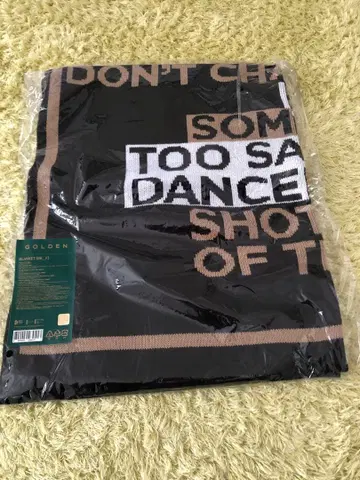 DON'T CHA
SOM
TOO SA
DANCE
SHOT
OF T
GOLDEN